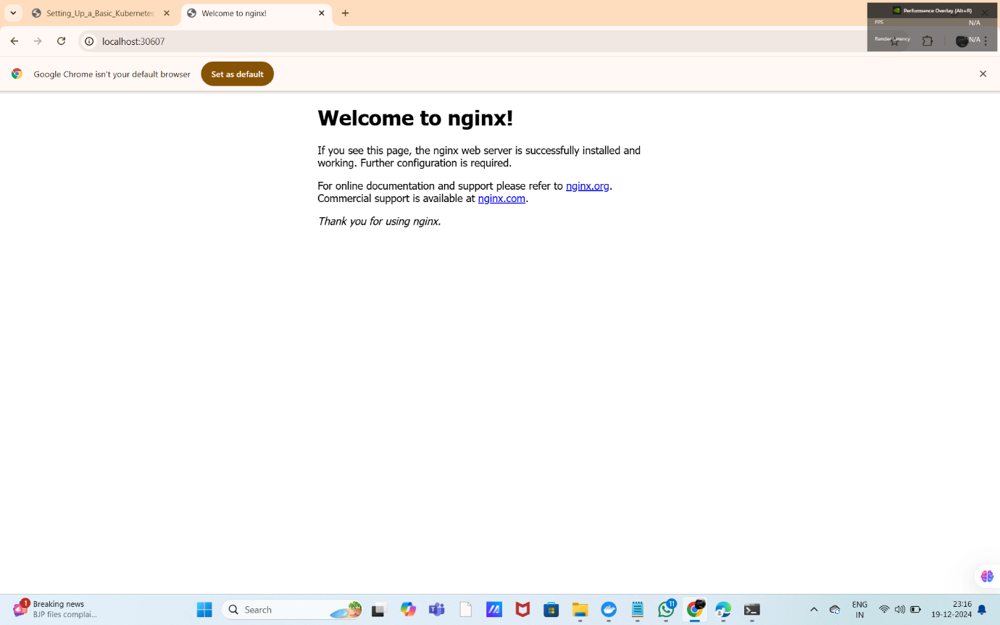 Setting_Up_a_Basic_Kubernetes
Welcome to nginx!
Performance Overlay (Alt+R)
FPS N/A
Render Latency N/A
localhost:30607
Google Chrome isn't your default browser
Set as default
Welcome to nginx!
If you see this page, the nginx web server is successfully installed and
working. Further configuration is required.
For online documentation and support please refer to nginx.org.
Commercial support is available at nginx.com.
Thank you for using nginx.
1
Breaking news
BJP files complai...
Search
11
ENG
IN
23:16
19-12-2024